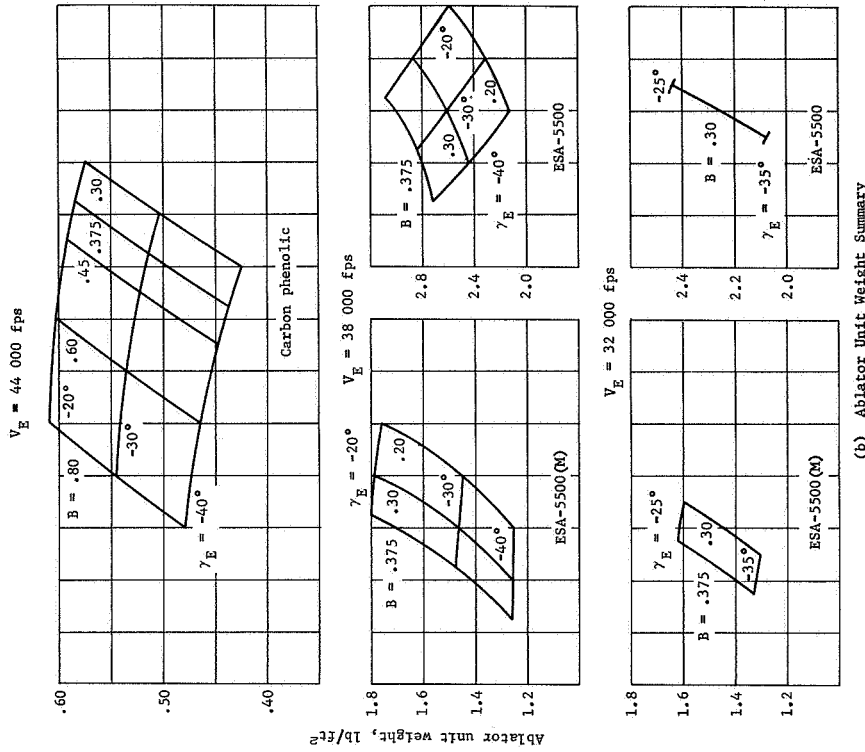 V_E = 44 000 fps
.60
.50
.40
B = .80
-20°
.60
.45
.375
.30
-30°
γ_E = -40°
Carbon phenolic
Ablator unit weight, lb/ft²
V_E = 38 000 fps
1.8
1.6
1.4
1.2
γ_E = -20°
B = .375
.30
.20
-30°
-40°
ESA-5500(M)
2.8
2.6
2.4
2.2
B = .375
-20°
.30
-30°
.20
γ_E = -40°
ESA-5500
V_E = 32 000 fps
1.6
1.4
1.2
γ_E = -25°
B = .375
.30
-35°
ESA-5500(M)
2.4
2.2
2.0
-25°
B = .30
γ_E = -35°
ESA-5500
(b) Ablator Unit Weight Summary